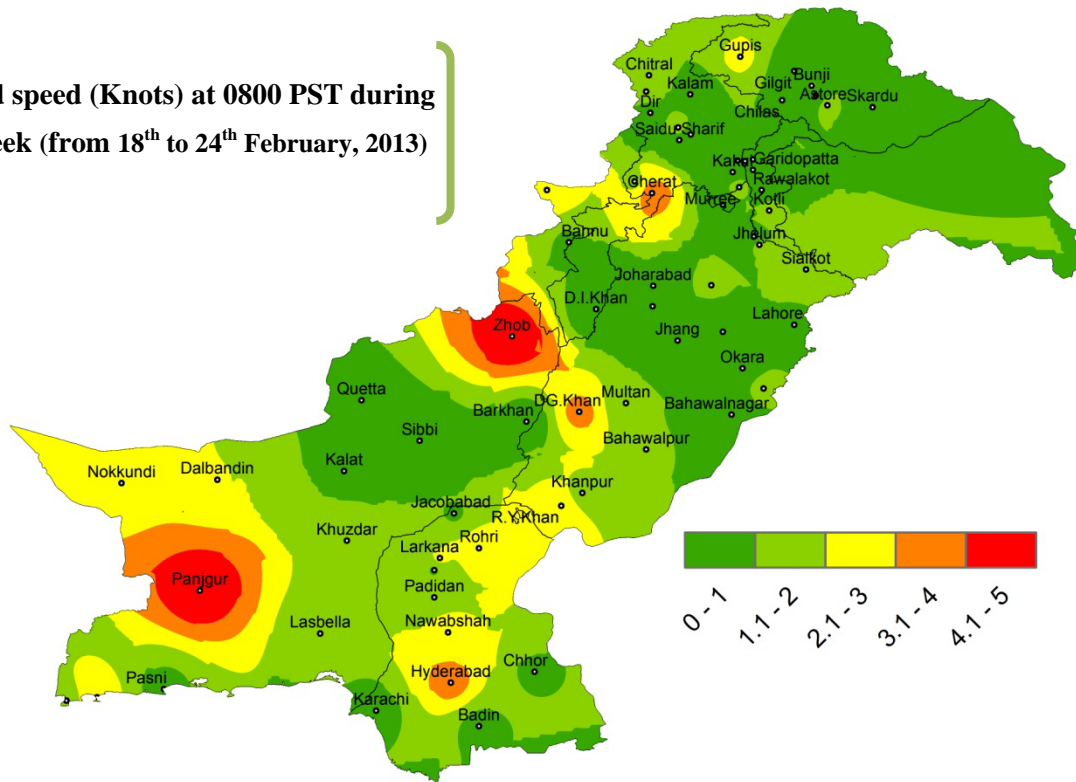 d speed (Knots) at 0800 PST during
eek (from 18th to 24th February, 2013)
Gupis
Chitral
Gilgit
Bunji
Kalam
Astore
Skardu
Dir
Chilas
Saidu Sharif
Kakul
Garidopatta
Rawalakot
Cherat
Murree
Kotli
Bannu
Jhelum
Sialkot
Joharabad
D.I.Khan
Lahore
Zhob
Jhang
Okara
Quetta
DG.Khan
Multan
Barkhan
Bahawalnagar
Sibbi
Bahawalpur
Kalat
Nokkundi
Dalbandin
Khanpur
Jacobabad
R.Y.Khan
Khuzdar
Rohri
Larkana
Panjgur
Padidan
Lasbella
Nawabshah
Chhor
Pasni
Hyderabad
Karachi
Badin
0 - 1
1.1 - 2
2.1 - 3
3.1 - 4
4.1 - 5